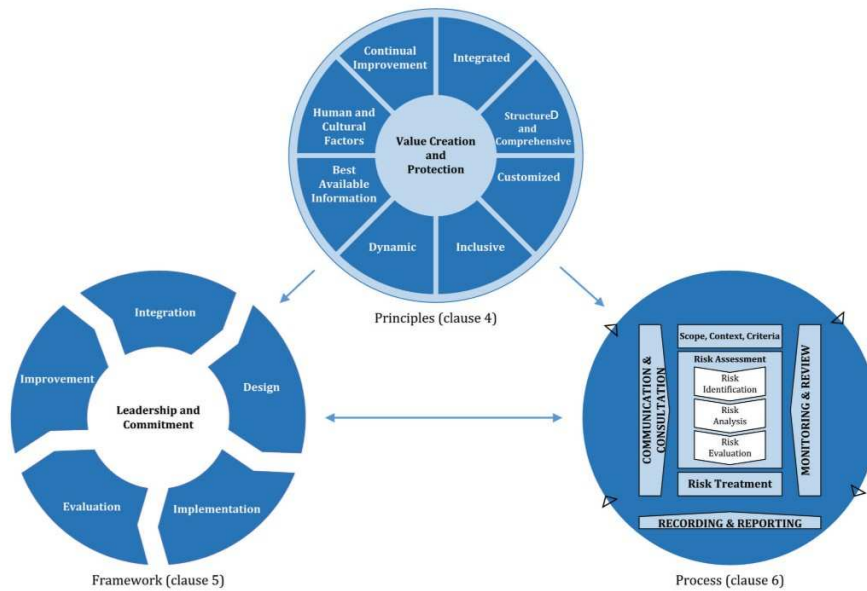 Continual
Improvement
Integrated
Human and
Cultural
Factors
StructureD
and
Comprehensive
Value Creation
and
Protection
Best
Available
Information
Customized
Dynamic
Inclusive
Principles (clause 4)
Integration
Improvement
Design
Leadership and
Commitment
Evaluation
Implementation
Framework (clause 5)
Scope, Context, Criteria
Risk Assessment
Risk
Identification
Risk
Analysis
Risk
Evaluation
Risk Treatment
COMMUNICATION &
CONSULTATION
MONITORING & REVIEW
RECORDING & REPORTING
Process (clause 6)